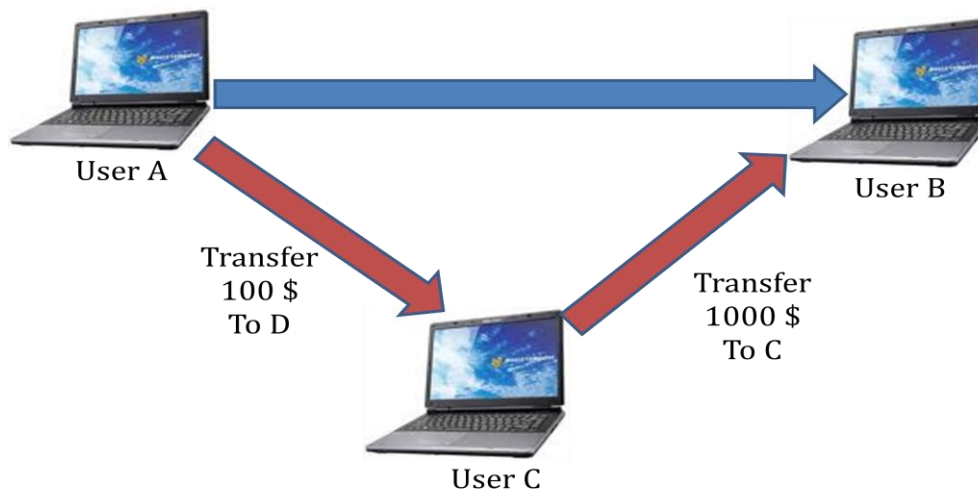 User A
User B
Transfer
100 $
To D
Transfer
1000 $
To C
User C